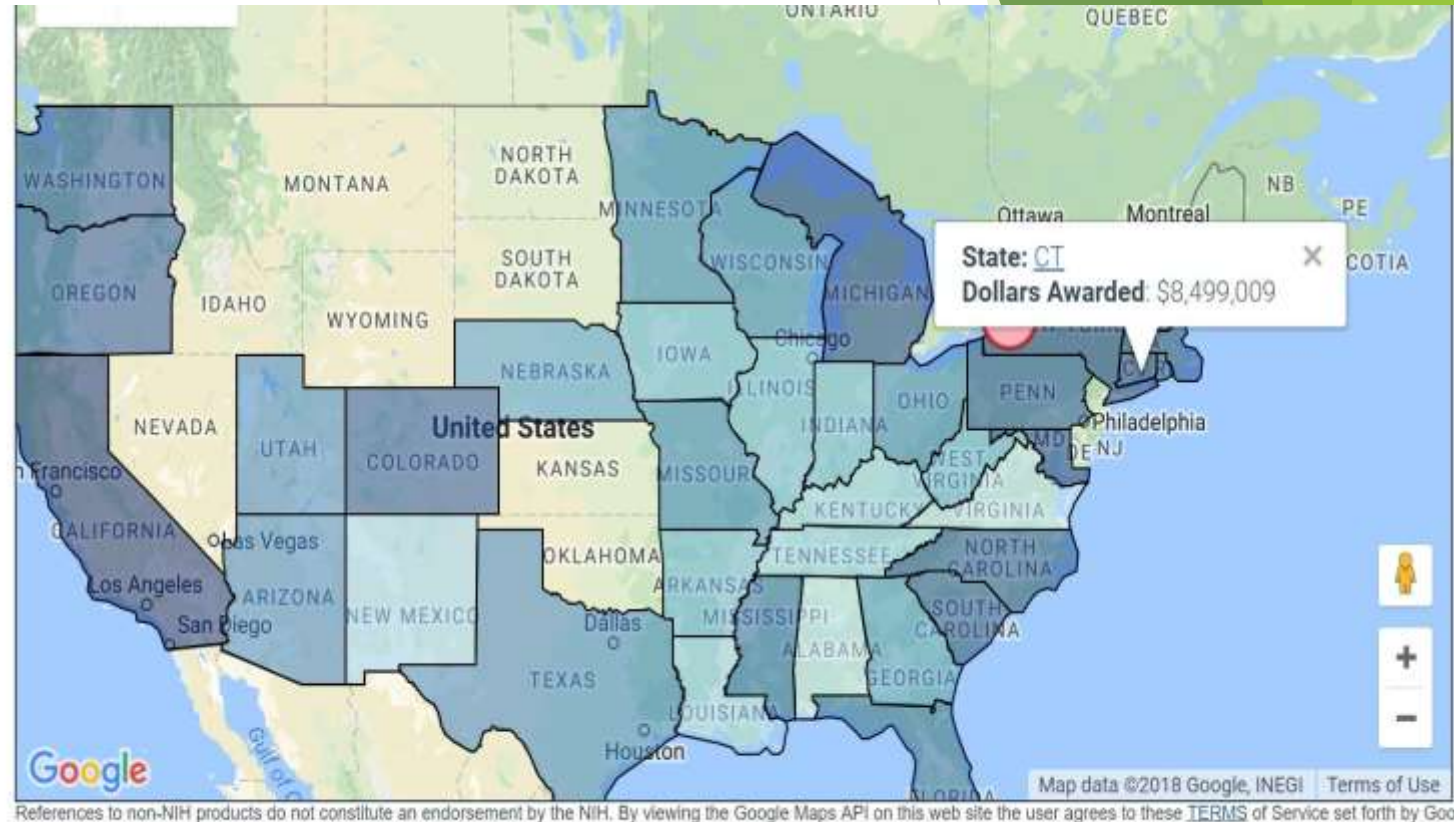 ONTARIO
QUEBEC
NORTH
DAKOTA
WASHINGTON
MONTANA
NB
MINNESOTA
PE
Ottawa
Montreal
SOUTH
DAKOTA
WISCONSIN
State: CT
×
COTIA
OREGON
IDAHO
MICHIGAN
Dollars Awarded: $8,499,009
WYOMING
Chicago
IOWA
NEBRASKA
ILLINOIS
OHIO
PENN
NEVADA
United States
INDIANA
Philadelphia
UTAH
COLORADO
KANSAS
MISSOUR
MD
DE
NJ
n Francisco
WEST
VIRGINIA
KENTUCKY
VIRGINIA
CALIFORNIA
Las Vegas
OKLAHOMA
TENNESSEE
NORTH
CAROLINA
Los Angeles
ARIZONA
NEW MEXICO
ARKANSAS
San Diego
Dallas
MISSISSIPPI
SOUTH
CAROLINA
ALABAMA
TEXAS
GEORGIA
+
LOUISIANA
−
Houston
Gulf of C
Google
FLORIDA
Map data ©2018 Google, INEGI
Terms of Use
References to non-NIH products do not constitute an endorsement by the NIH. By viewing the Google Maps API on this web site the user agrees to these TERMS of Service set forth by Goo